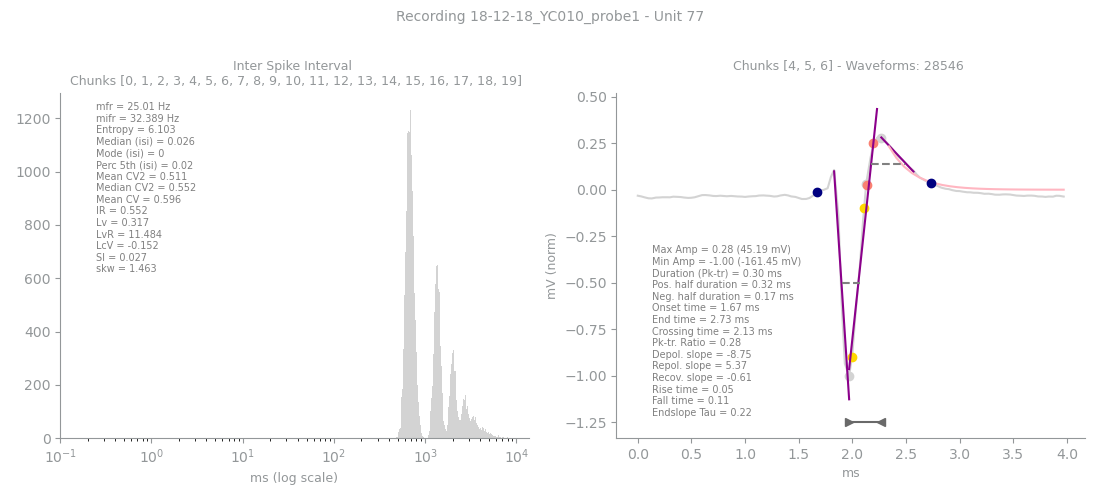 Recording 18-12-18_YC010_probe1 - Unit 77
Inter Spike Interval
Chunks [0, 1, 2, 3, 4, 5, 6, 7, 8, 9, 10, 11, 12, 13, 14, 15, 16, 17, 18, 19]
mfr = 25.01 Hz
mifr = 32.389 Hz
Entropy = 6.103
Median (isi) = 0.026
Mode (isi) = 0
Perc 5th (isi) = 0.02
Mean CV2 = 0.511
Median CV2 = 0.552
Mean CV = 0.596
IR = 0.552
Lv = 0.317
LvR = 11.484
LcV = -0.152
SI = 0.027
skw = 1.463
1200
1000
800
600
400
200
0
10⁻¹ 10⁰ 10¹ 10² 10³ 10⁴
ms (log scale)
Chunks [4, 5, 6] - Waveforms: 28546
0.50
0.25
0.00
−0.25
−0.50
−0.75
−1.00
−1.25
mV (norm)
Max Amp = 0.28 (45.19 mV)
Min Amp = -1.00 (-161.45 mV)
Duration (Pk-tr) = 0.30 ms
Pos. half duration = 0.32 ms
Neg. half duration = 0.17 ms
Onset time = 1.67 ms
End time = 2.73 ms
Crossing time = 2.13 ms
Pk-tr. Ratio = 0.28
Depol. slope = -8.75
Repol. slope = 5.37
Recov. slope = -0.61
Rise time = 0.05
Fall time = 0.11
Endslope Tau = 0.22
0.0 0.5 1.0 1.5 2.0 2.5 3.0 3.5 4.0
ms